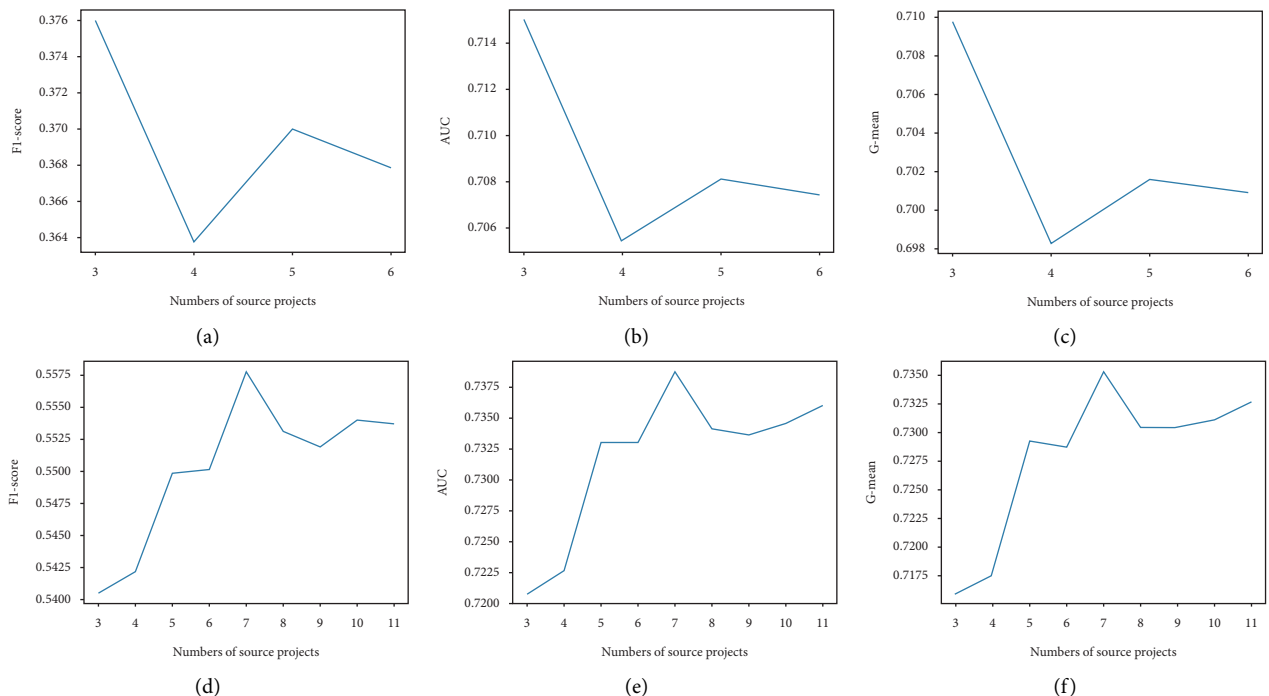 0.376
0.374
0.372
0.370
0.368
0.366
0.364
F1-score
3 4 5 6
Numbers of source projects
(a)
0.714
0.712
0.710
0.708
0.706
AUC
3 4 5 6
Numbers of source projects
(b)
0.710
0.708
0.706
0.704
0.702
0.700
0.698
G-mean
3 4 5 6
Numbers of source projects
(c)
0.5575
0.5550
0.5525
0.5500
0.5475
0.5450
0.5425
0.5400
F1-score
3 4 5 6 7 8 9 10 11
Numbers of source projects
(d)
0.7375
0.7350
0.7325
0.7300
0.7275
0.7250
0.7225
0.7200
AUC
3 4 5 6 7 8 9 10 11
Numbers of source projects
(e)
0.7350
0.7325
0.7300
0.7275
0.7250
0.7225
0.7200
0.7175
G-mean
3 4 5 6 7 8 9 10 11
Numbers of source projects
(f)